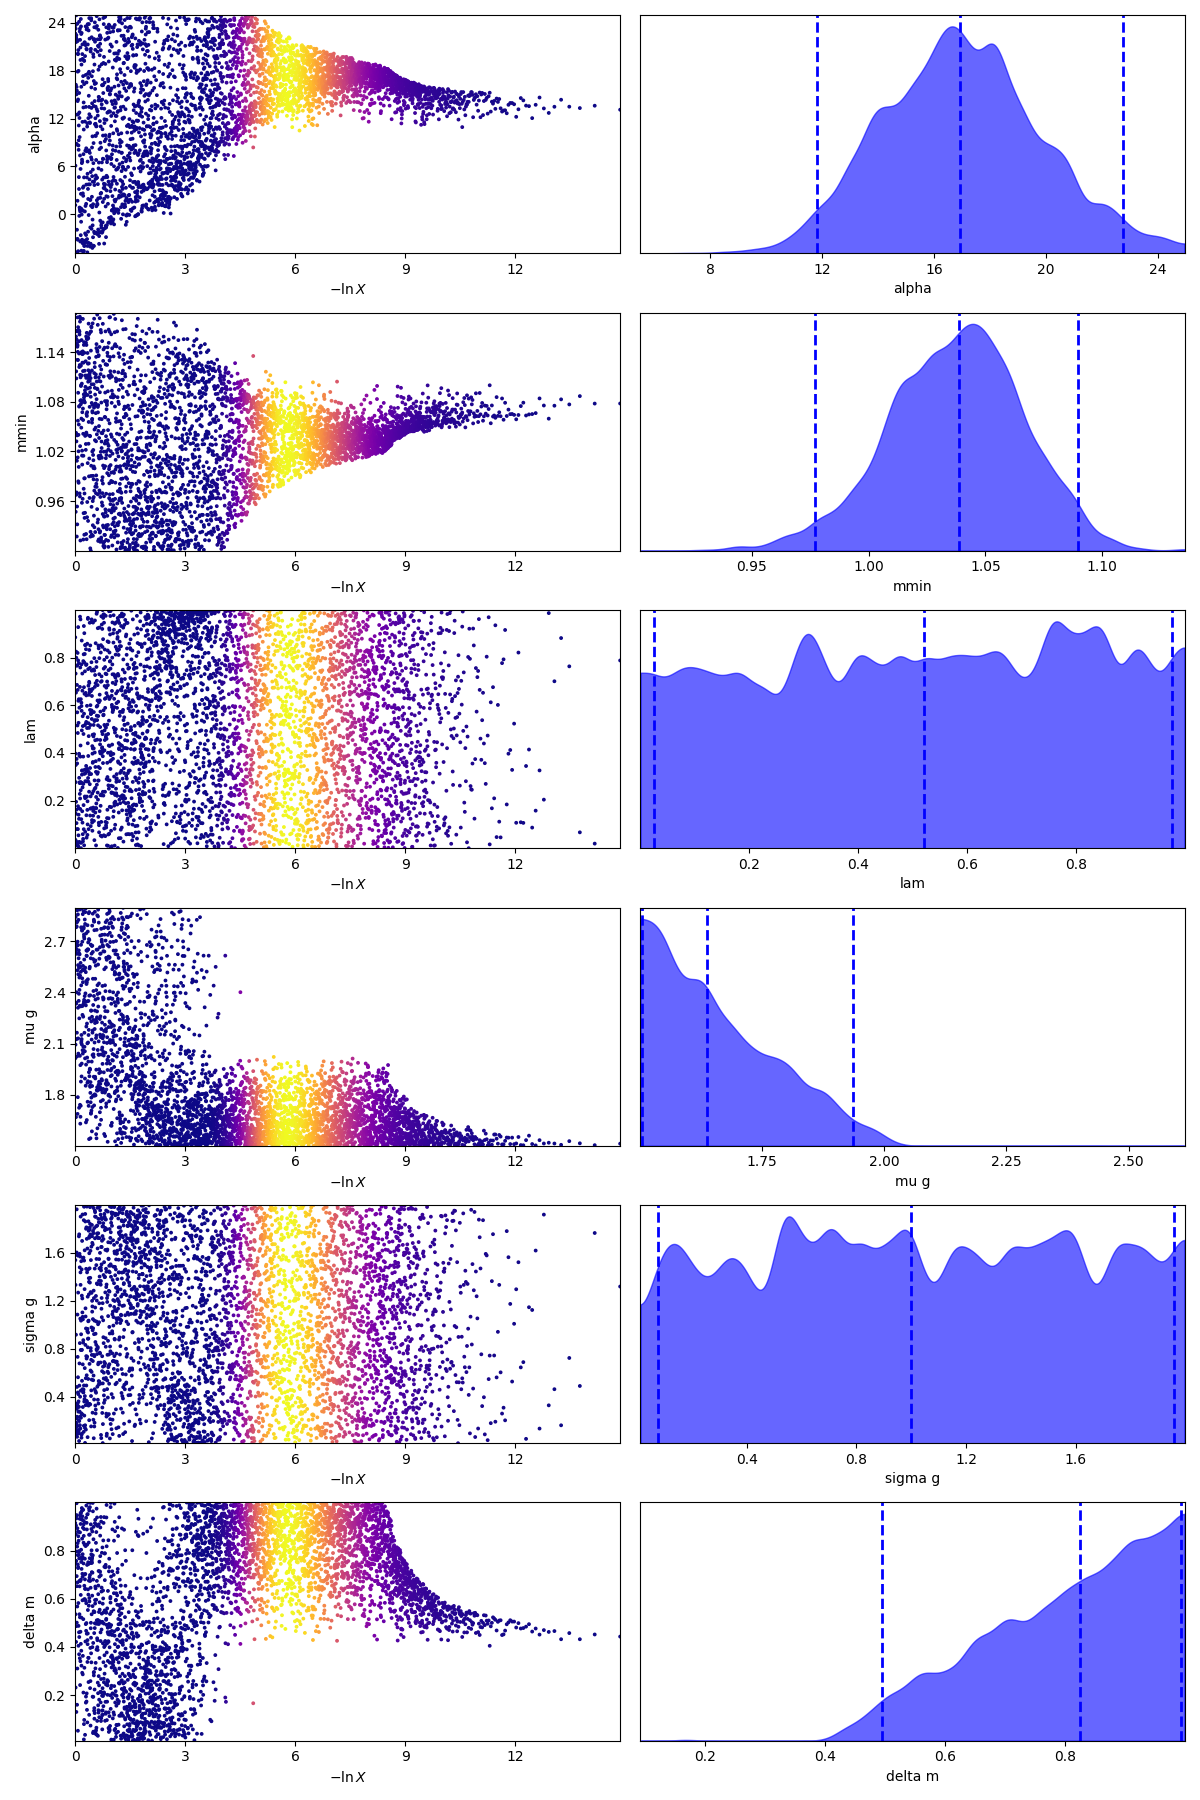 24
18
12
6
0
alpha
0 3 6 9 12
−ln X
8 12 16 20 24
alpha
1.14
1.08
1.02
0.96
mmin
0 3 6 9 12
−ln X
0.95 1.00 1.05 1.10
mmin
0.8
0.6
0.4
0.2
lam
0 3 6 9 12
−ln X
0.2 0.4 0.6 0.8
lam
2.7
2.4
2.1
1.8
mu g
0 3 6 9 12
−ln X
1.75 2.00 2.25 2.50
mu g
1.6
1.2
0.8
0.4
sigma g
0 3 6 9 12
−ln X
0.4 0.8 1.2 1.6
sigma g
0.8
0.6
0.4
0.2
delta m
0 3 6 9 12
−ln X
0.2 0.4 0.6 0.8
delta m